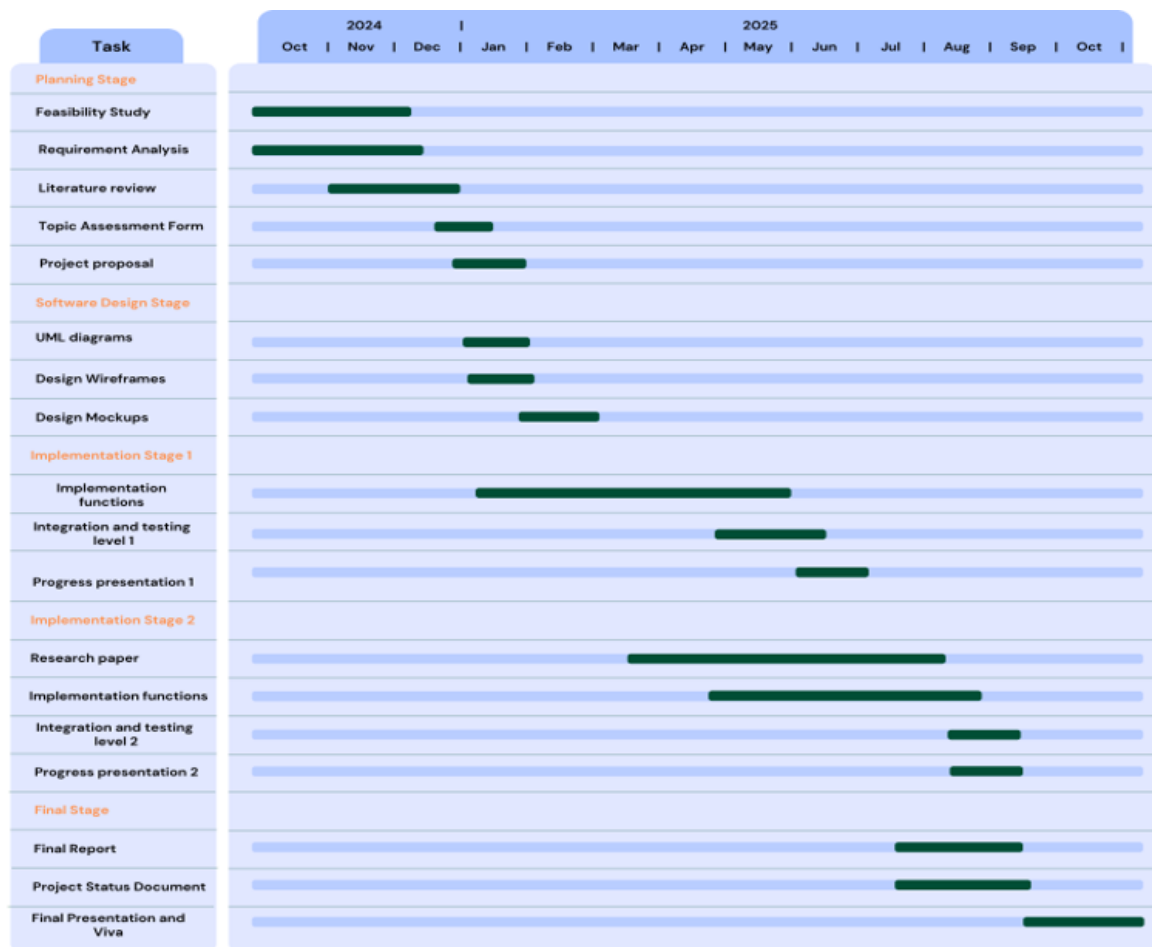 2024 | 2025
Task
Oct | Nov | Dec | Jan | Feb | Mar | Apr | May | Jun | Jul | Aug | Sep | Oct |
Planning Stage
Feasibility Study
Requirement Analysis
Literature review
Topic Assessment Form
Project proposal
Software Design Stage
UML diagrams
Design Wireframes
Design Mockups
Implementation Stage 1
Implementation
functions
Integration and testing
level 1
Progress presentation 1
Implementation Stage 2
Research paper
Implementation functions
Integration and testing
level 2
Progress presentation 2
Final Stage
Final Report
Project Status Document
Final Presentation and
Viva